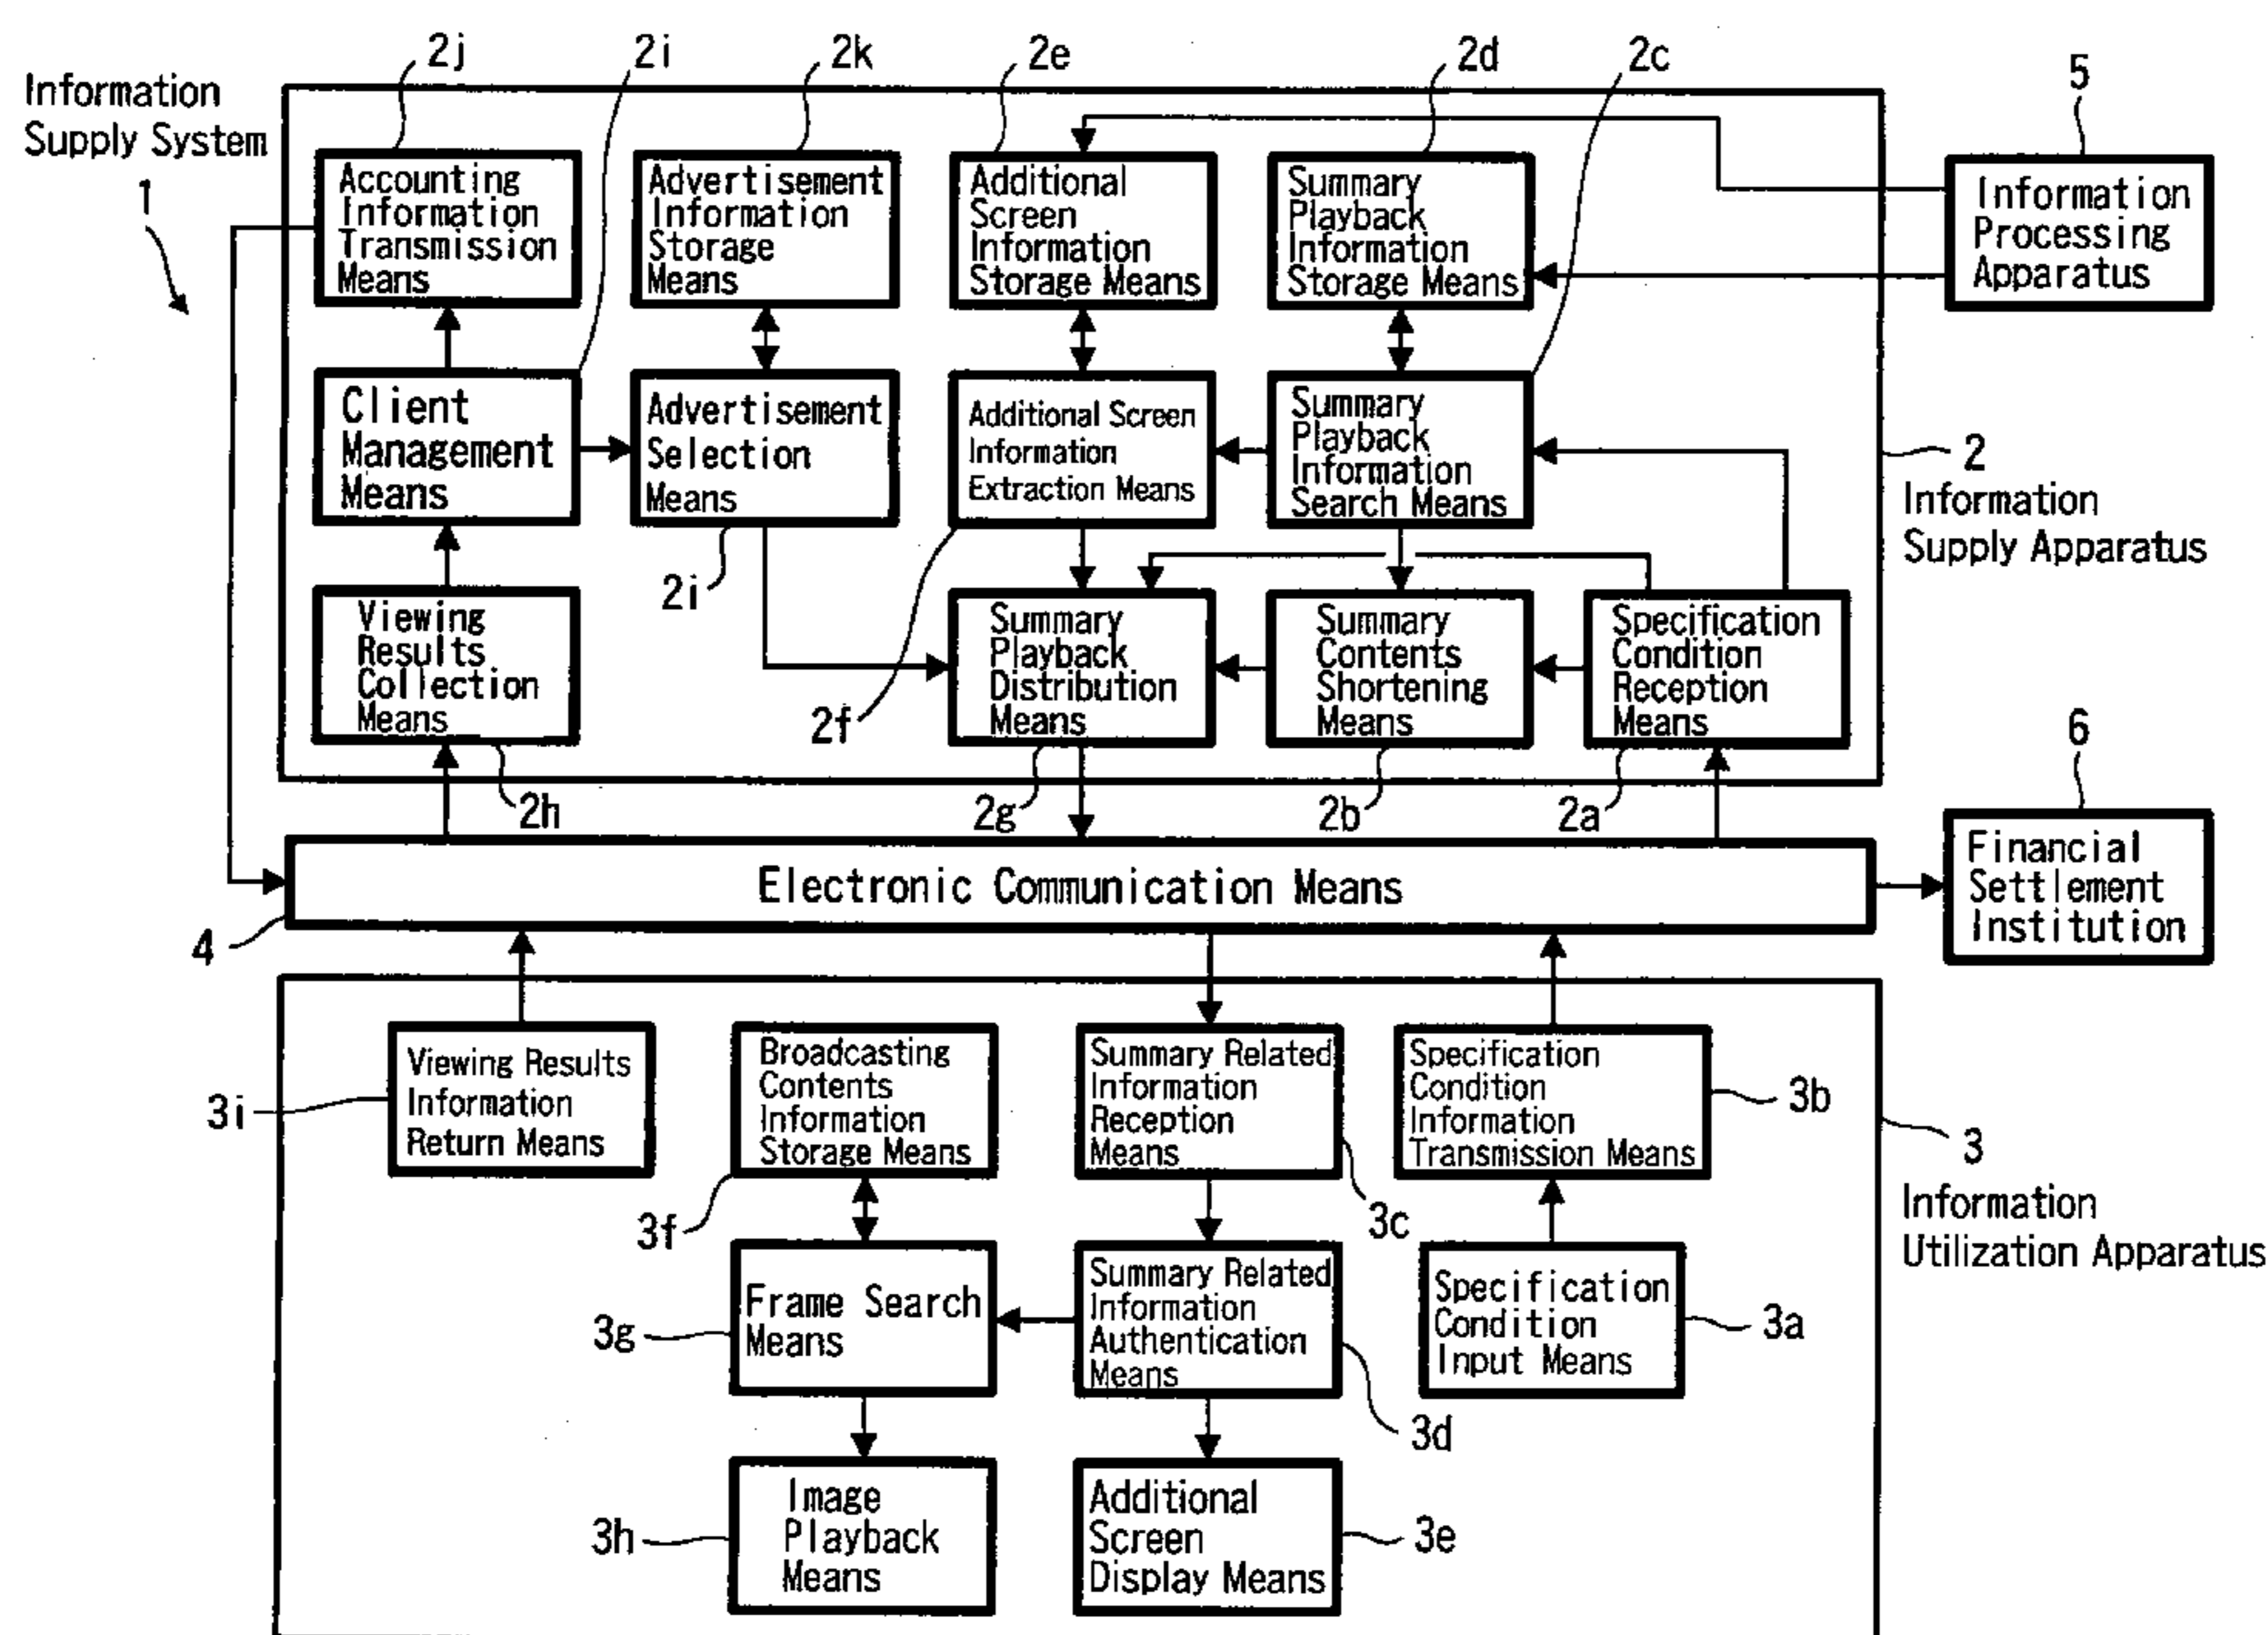 2j
2i
2k
2e
2d
2c
5
Information
Supply System
1
Accounting
Information
Transmission
Means
Advertisement
Information
Storage
Means
Additional
Screen
Information
Storage Means
Summary
Playback
Information
Storage Means
Information
Processing
Apparatus
Client
Management
Means
Advertisement
Selection
Means
Additional Screen
Information
Extraction Means
Summary
Playback
Information
Search Means
2
Information
Supply Apparatus
2i
Viewing
Results
Collection
Means
2f
Summary
Playback
Distribution
Means
Summary
Contents
Shortening
Means
Specification
Condition
Reception
Means
2h
2g
2b
2a
6
Financial
Settlement
Institution
Electronic Communication Means
4
Viewing Results
Information
Return Means
3i
Broadcasting
Contents
Information
Storage Means
3f
Summary Related
Information
Reception
Means
3c
Specification
Condition
Information
Transmission Means
3b
3
Information
Utilization Apparatus
Frame Search
Means
3g
Summary Related
Information
Authentication
Means
3d
Specification
Condition
Input Means
3a
Image
Playback
Means
3h
Additional
Screen
Display Means
3e